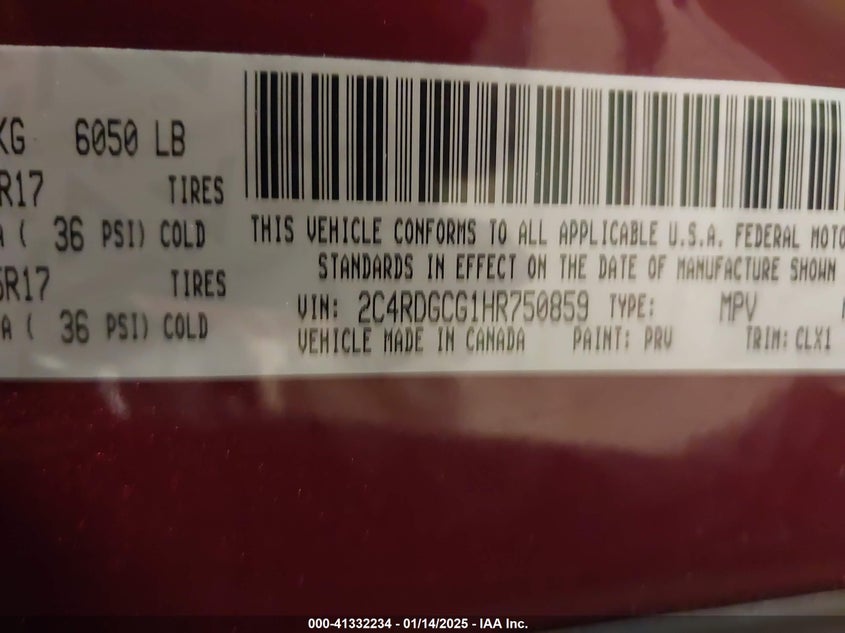 KG 6050 LB
R17 TIRES
A ( 36 PSI) COLD
5R17 TIRES
A ( 36 PSI) COLD
THIS VEHICLE CONFORMS TO ALL APPLICABLE U.S.A. FEDERAL MOTO
STANDARDS IN EFFECT ON THE DATE OF MANUFACTURE SHOWN
VIN: 2C4RDGCG1HR750859 TYPE: MPV
VEHICLE MADE IN CANADA PAINT: PRV TRIM: CLX1
000-41332234 - 01/14/2025 - IAA Inc.